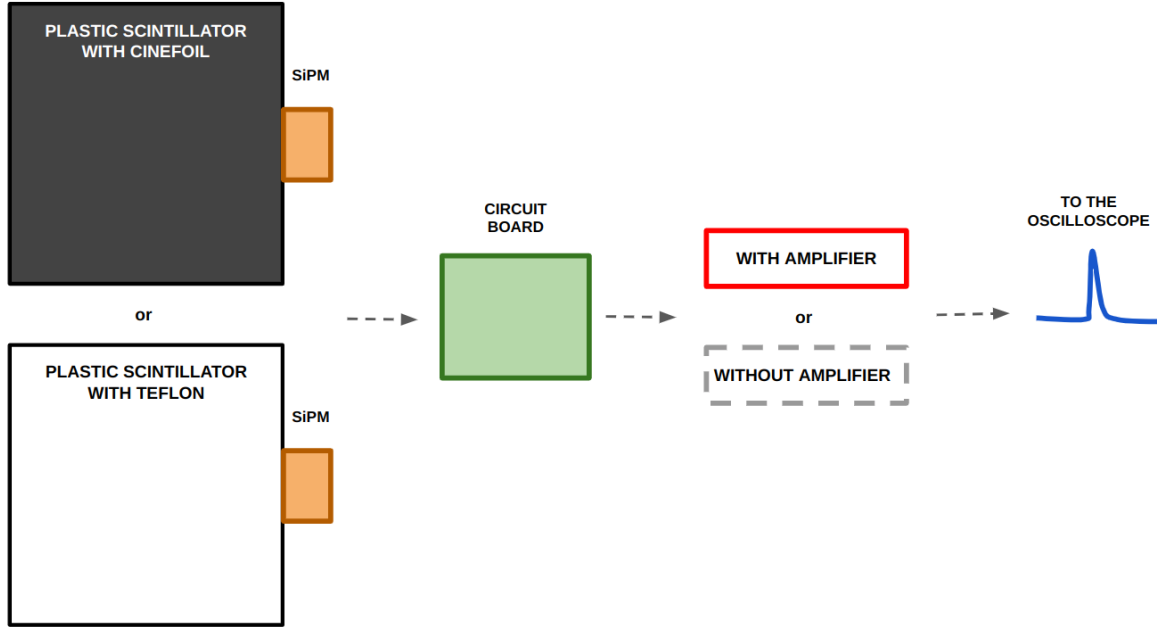 PLASTIC SCINTILLATOR
WITH CINEFOIL
SiPM
or
PLASTIC SCINTILLATOR
WITH TEFLON
SiPM
CIRCUIT
BOARD
WITH AMPLIFIER
or
WITHOUT AMPLIFIER
TO THE
OSCILLOSCOPE